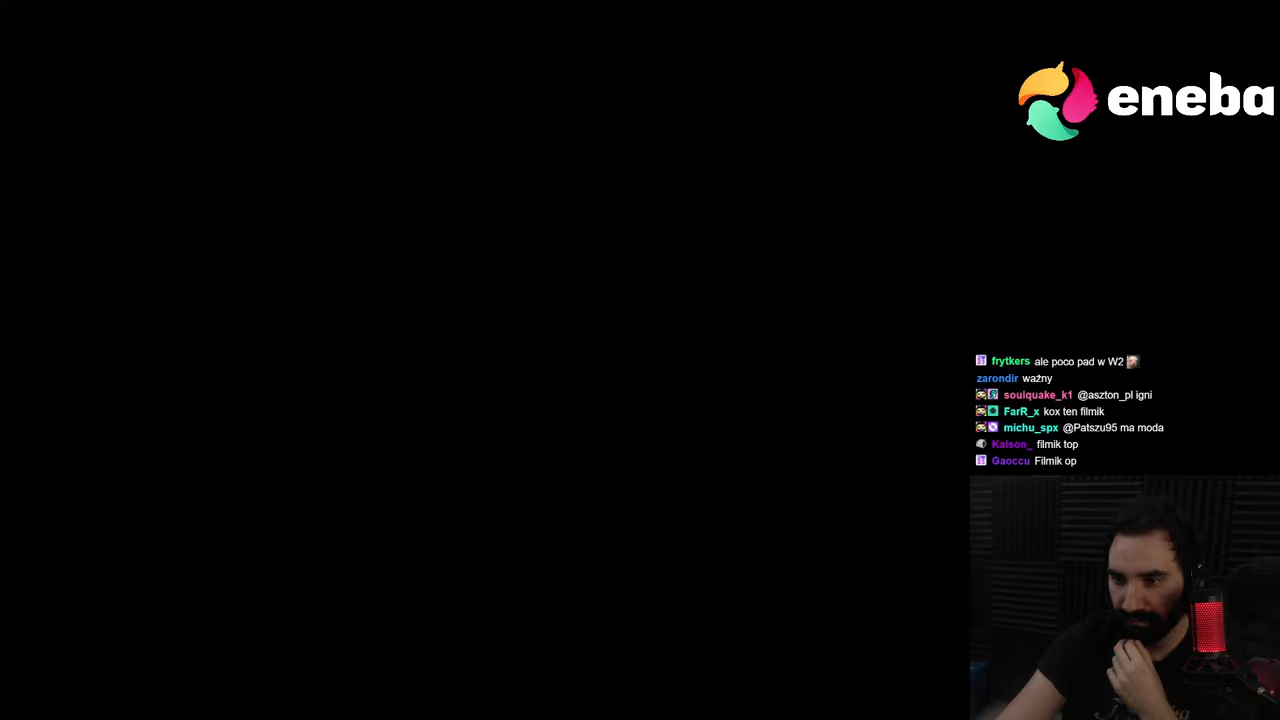 eneba
frytkers ale poco pad w W2
zarondir ważny
soulquake_k1 @aszton_pl igni
FarR_x kox ten filmik
michu_spx @Patszu95 ma moda
Kalson_ filmik top
Gaoccu Filmik op